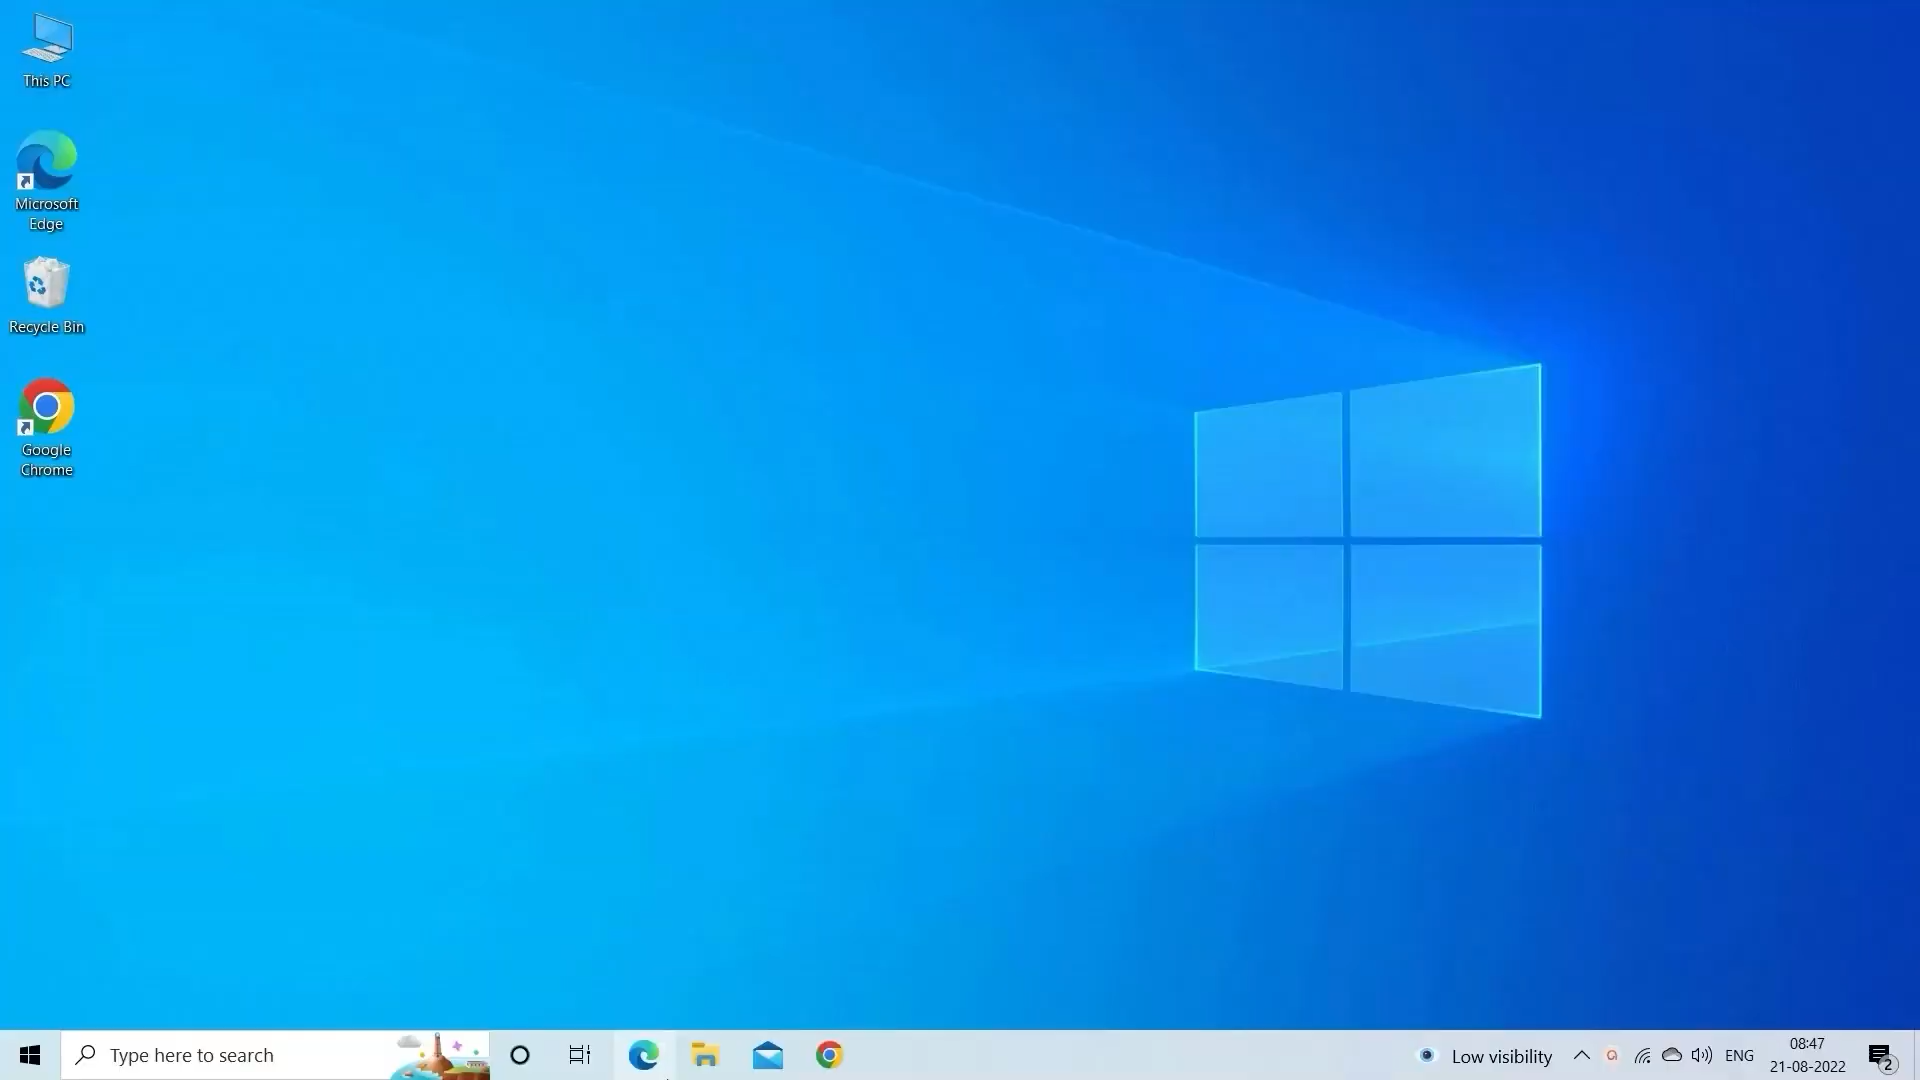 This PC
Microsoft
Edge
Recycle Bin
Google
Chrome
Type here to search
Low visibility
ENG
08:47
21-08-2022
2